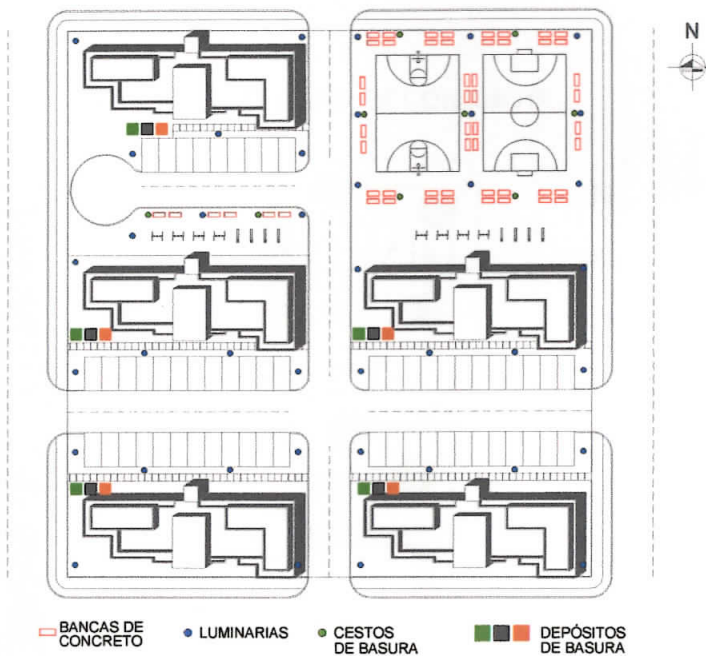 N
BANCAS DE
CONCRETO
LUMINARIAS
CESTOS
DE BASURA
DEPÓSITOS
DE BASURA